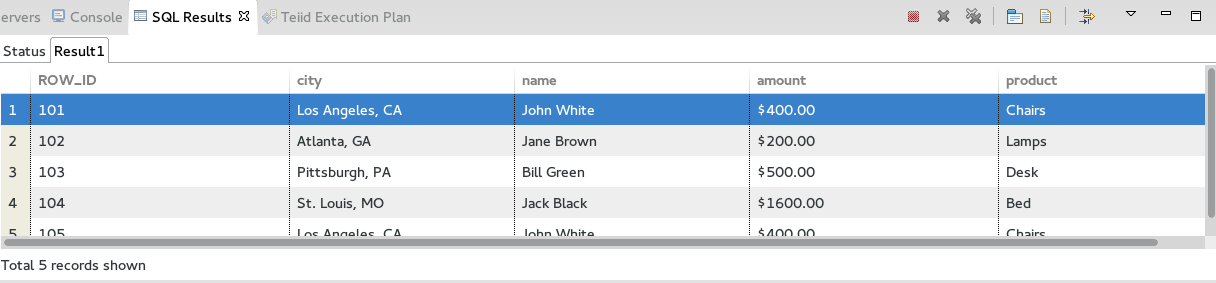 ervers Console SQL Results Teiid Execution Plan
Status Result1
ROW_ID city name amount product
1 101 Los Angeles, CA John White $400.00 Chairs
2 102 Atlanta, GA Jane Brown $200.00 Lamps
3 103 Pittsburgh, PA Bill Green $500.00 Desk
4 104 St. Louis, MO Jack Black $1600.00 Bed
5 105 Los Angeles, CA John White $400.00 Chairs
Total 5 records shown